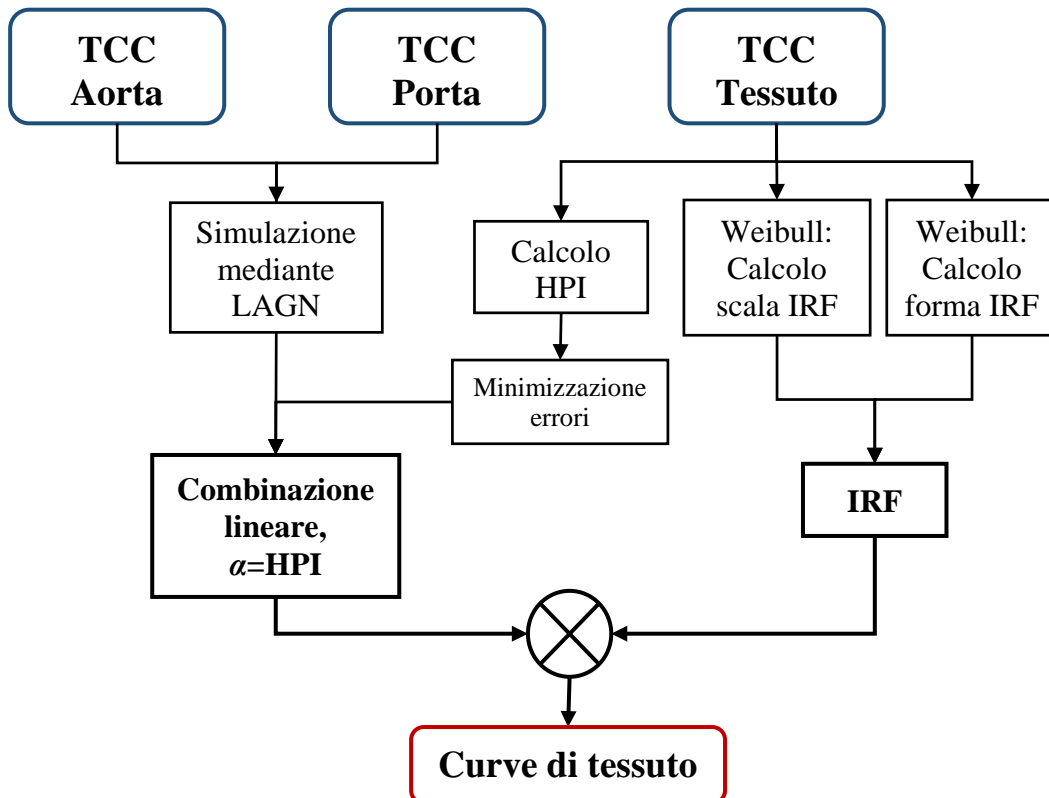 TCC
Aorta
TCC
Porta
TCC
Tessuto
Simulazione
mediante
LAGN
Calcolo
HPI
Weibull:
Calcolo
scala IRF
Weibull:
Calcolo
forma IRF
Minimizzazione
errori
Combinazione
lineare,
α=HPI
IRF
Curve di tessuto